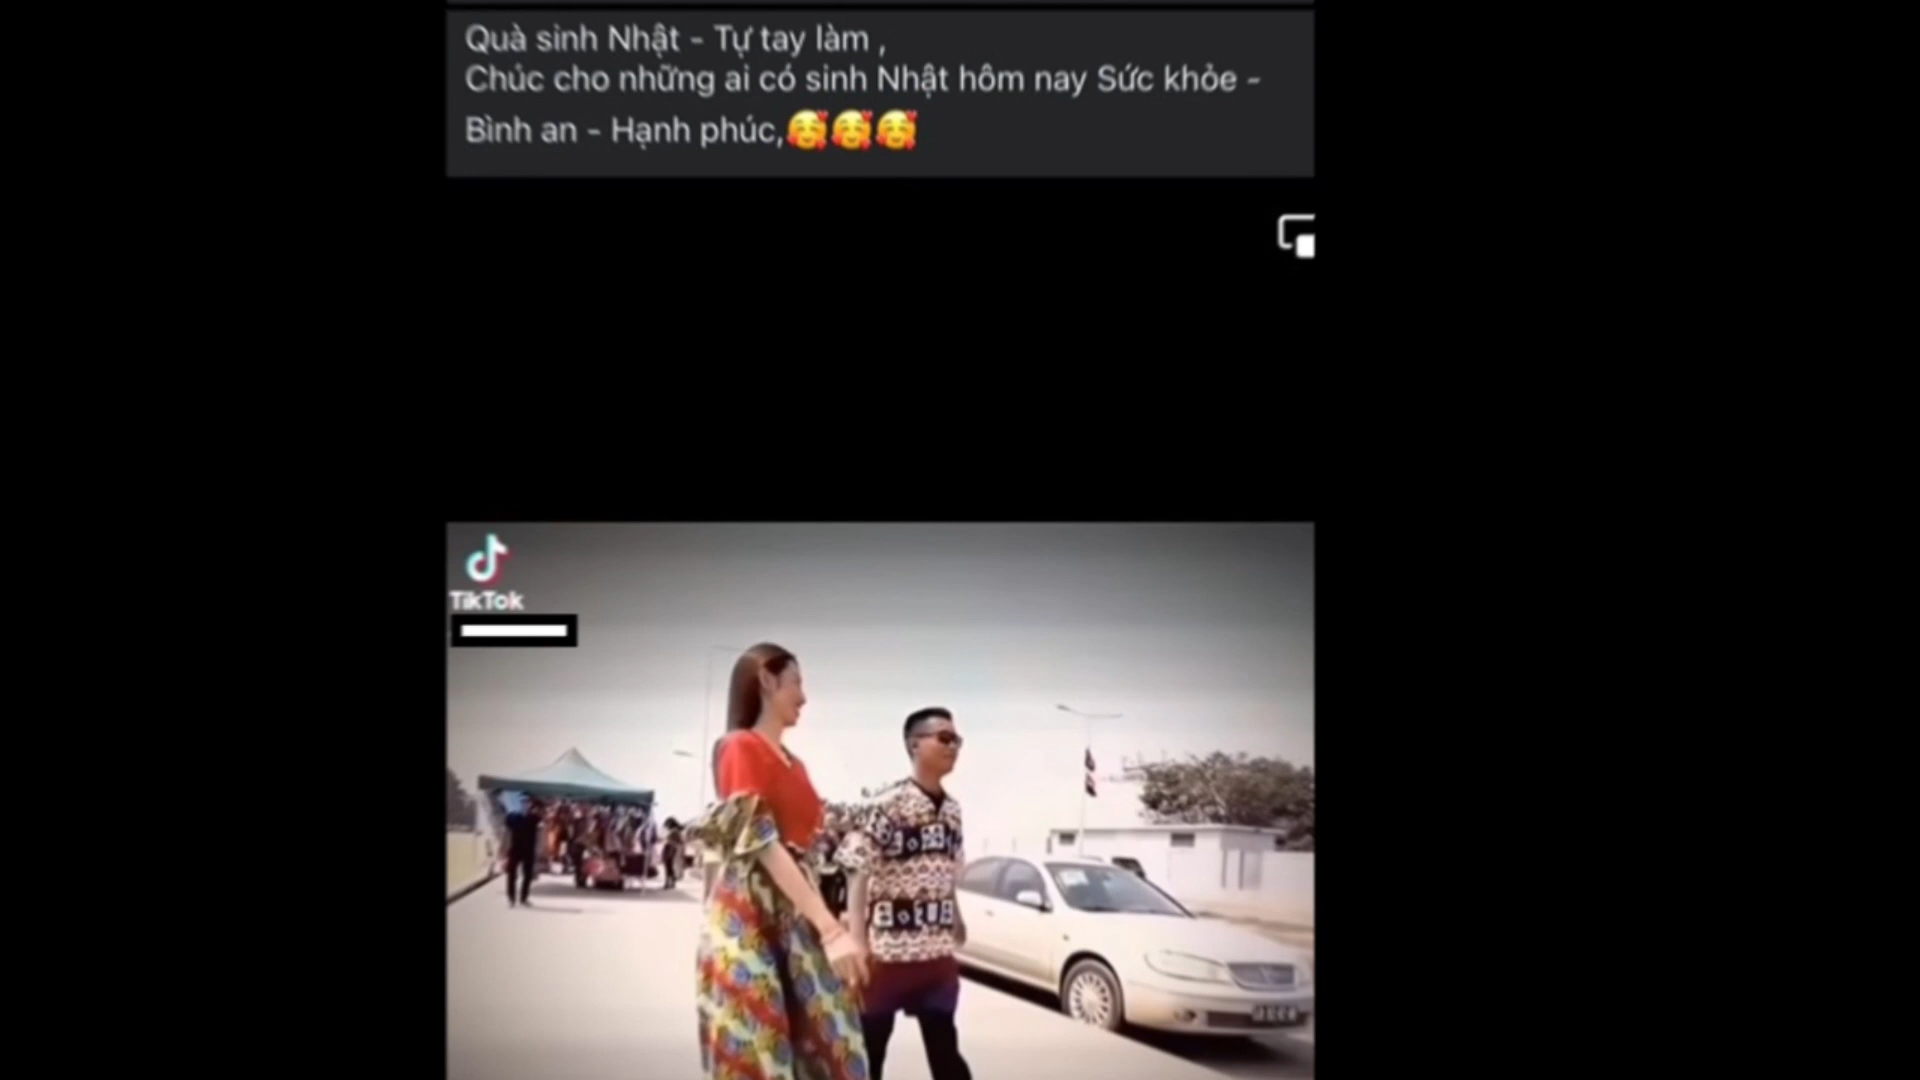 Quà sinh Nhật - Tự tay làm ,
Chúc cho những ai có sinh Nhật hôm nay Sức khỏe -
Bình an - Hạnh phúc,🥰🥰🥰
TikTok